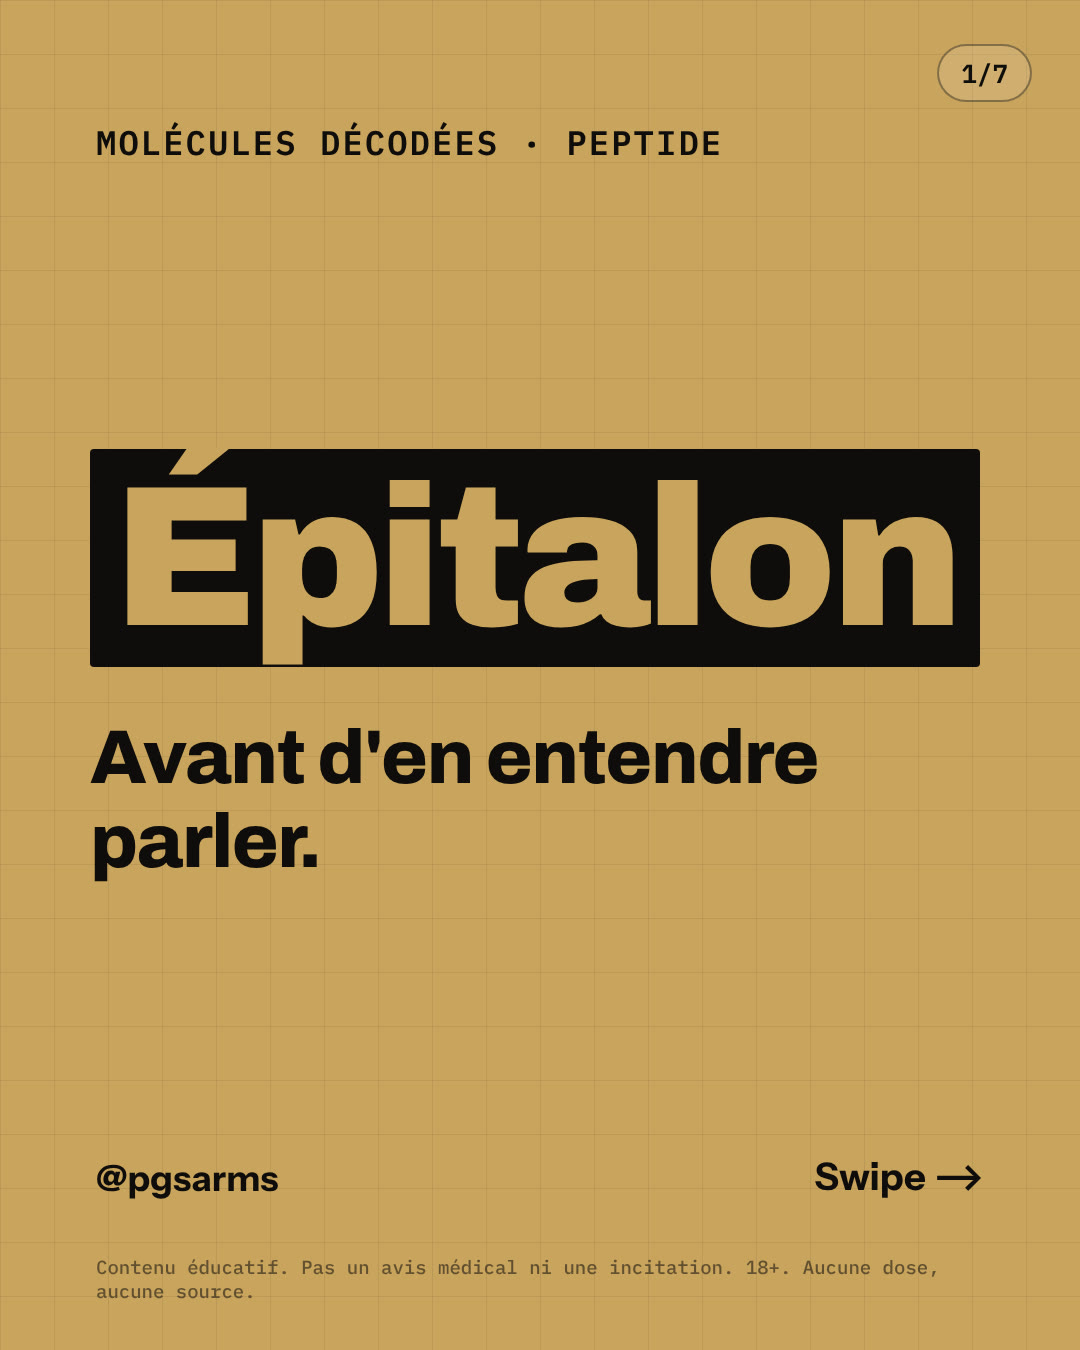 1/7
MOLÉCULES DÉCODÉES · PEPTIDE
Épitalon
Avant d'en entendre
parler.
@pgsarms
Swipe →
Contenu éducatif. Pas un avis médical ni une incitation. 18+. Aucune dose,
aucune source.